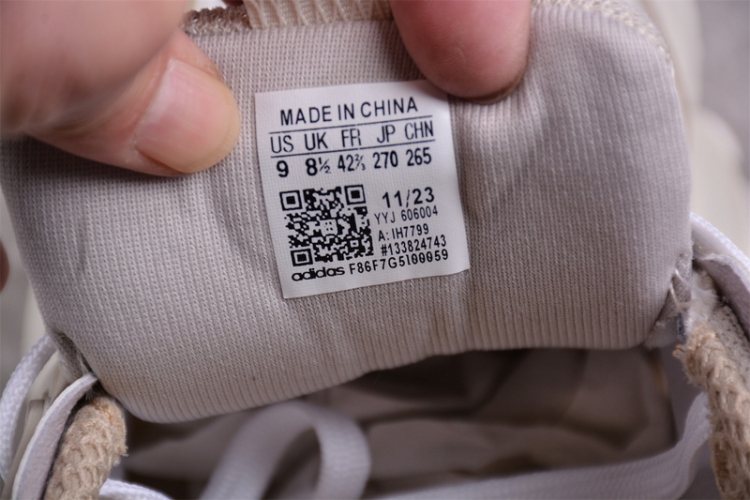 MADE IN CHINA
US UK FR JP CHN
9 8½ 42⅔ 270 265
11/23
YYJ 606004
A: IH7799
#133824743
adidas F86F7G5100059